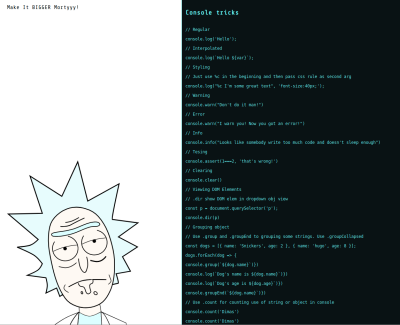 Make It BIGGER Mortyyy!
Console tricks
// Regular
console.log('Hello');
// Interpolated
console.log('Hello ${var}');
// Styling
// Just use %c in the beginning and then pass css rule as second arg
console.log("%c I'm some great text", 'font-size:40px;');
// Warning
console.warn("Don't do it man!")
// Error
console.warn("I warn you! Now you got an error!")
// Info
console.info("Looks like somebody write too much code and doesn't sleep enough")
// Tesing
console.assert(1===2, 'that's wrong!')
// Clearing
console.clear()
// Viewing DOM Elements
// .dir show DOM elem in dropdown obj view
const p = document.querySelector('p');
console.dir(p)
// Grouping object
// Use .group and .groupEnd to grouping some strings. Use .groupCollapsed
const dogs = [{ name: 'Snickers', age: 2 }, { name: 'Hugo', age: 8 }];
dogs.forEach(dog => {
console.group(`${dog.name}`)})
console.log(`Dog's name is ${dog.name}`)})
console.log(`Dog's age is ${dog.age}`)})
console.groupEnd(`${dog.name}`)})
// Use .count for counting use of string or object in console
console.count('Dimas')
console.count('Dimas')